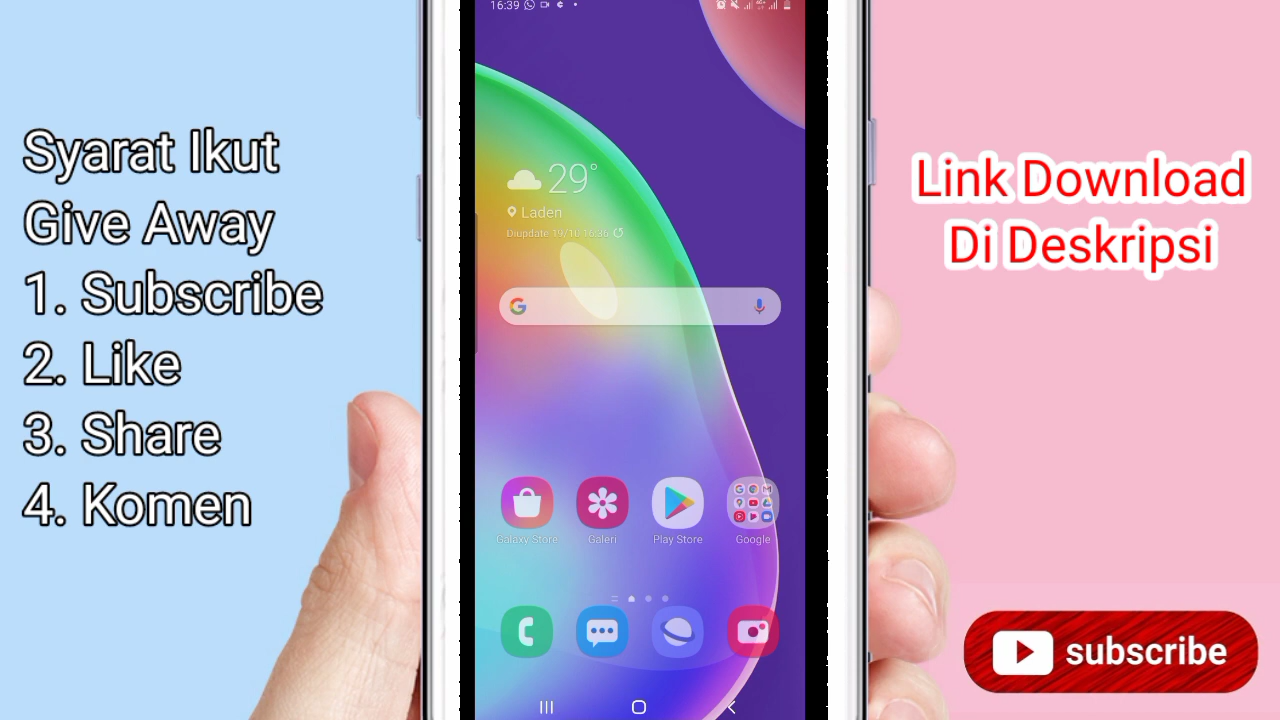 Syarat Ikut
Give Away
1. Subscribe
2. Like
3. Share
4. Komen
16:39
29°
Laden
Diupdate 19/10 16:36
Galaxy Store
Galeri
Play Store
Google
Link Download
Di Deskripsi
subscribe